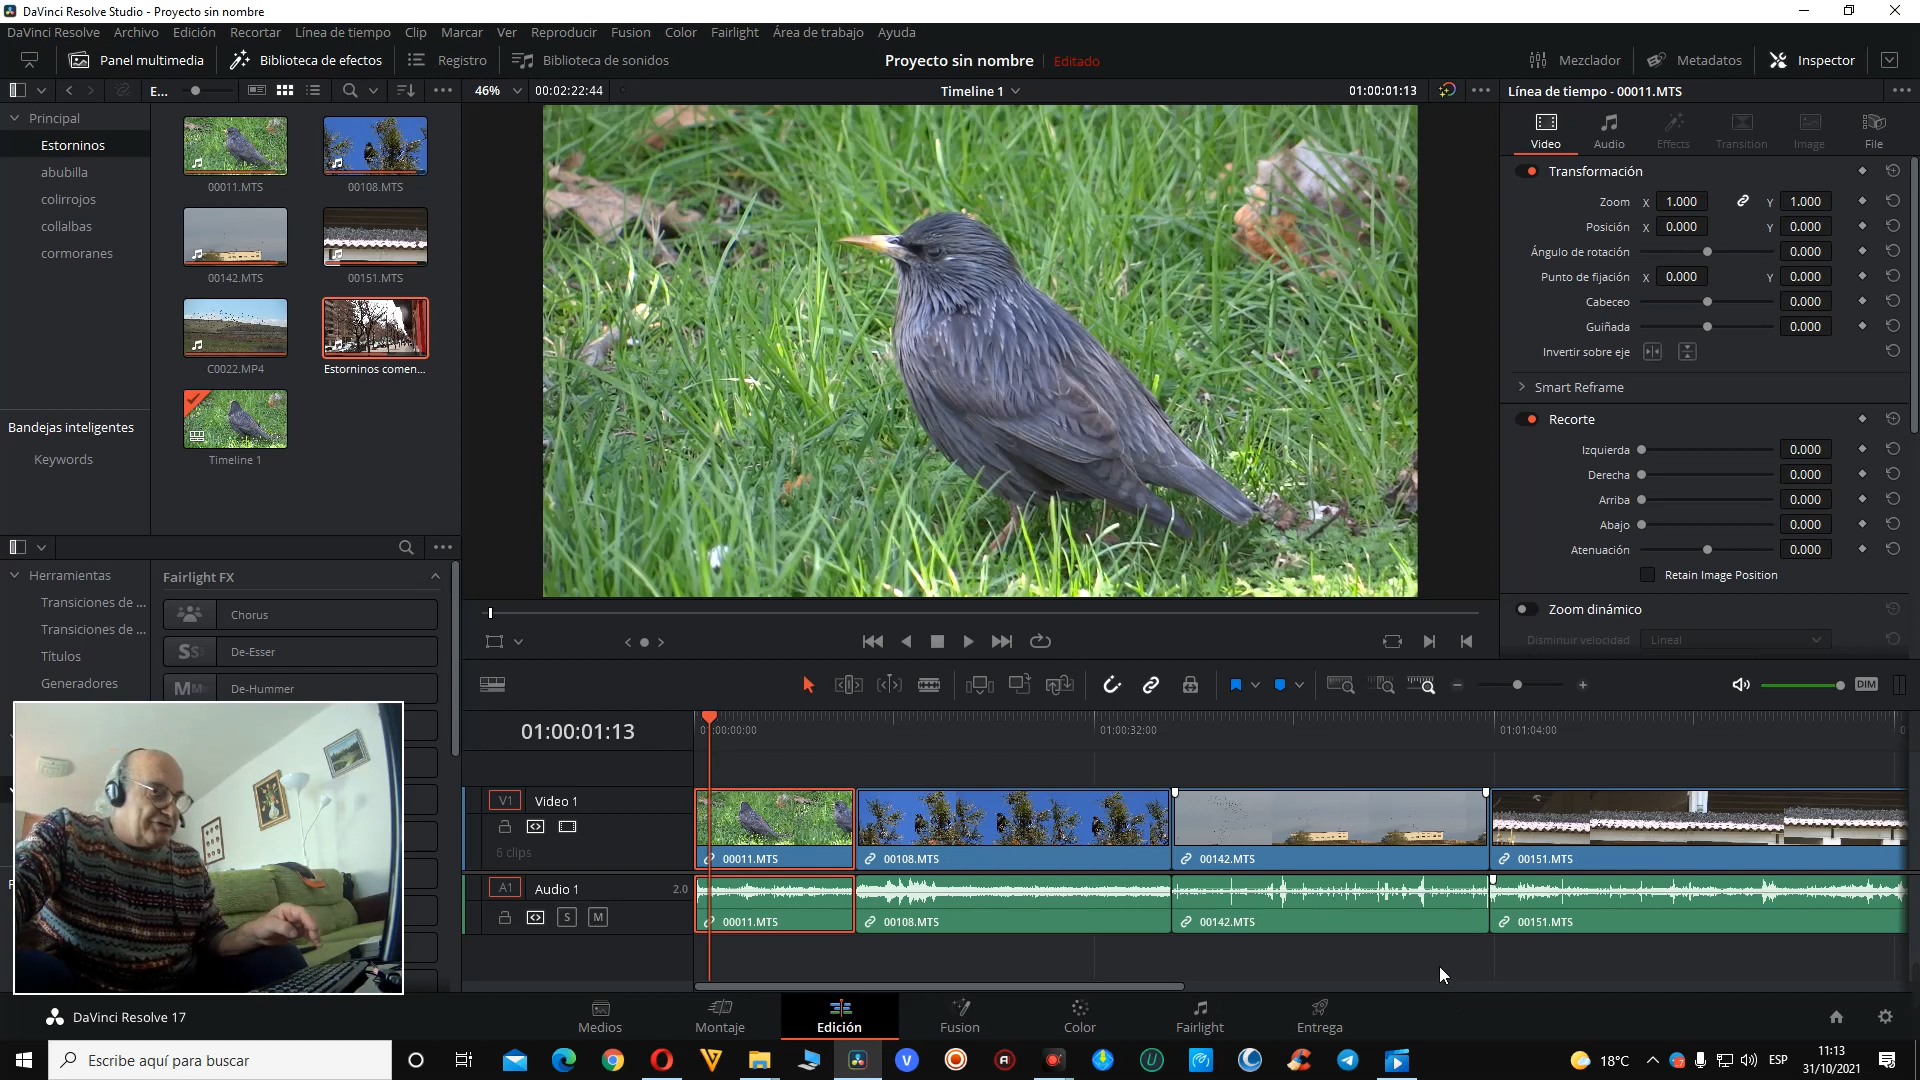 DaVinci Resolve Studio - Proyecto sin nombre
DaVinci Resolve Archivo Edición Recortar Línea de tiempo Clip Marcar Ver Reproducir Fusion Color Fairlight Área de trabajo Ayuda
Panel multimedia Biblioteca de efectos Registro Biblioteca de sonidos Proyecto sin nombre Editado Mezclador Metadatos Inspector
E... 46% 00:02:22:44 Timeline 1 01:00:01:13 Línea de tiempo - 00011.MTS
Principal
Estorninos
abubilla
colirrojos
collalbas
cormoranes
00011.MTS 00108.MTS
00142.MTS 00151.MTS
C0022.MP4 Estorninos comen...
Timeline 1
Bandejas inteligentes
Keywords
Video Audio Effects Transition Image File
Transformación
Zoom X 1.000 Y 1.000
Posición X 0.000 Y 0.000
Ángulo de rotación 0.000
Punto de fijación X 0.000 Y 0.000
Cabeceo 0.000
Guiñada 0.000
Invertir sobre eje
Smart Reframe
Recorte
Izquierda 0.000
Derecha 0.000
Arriba 0.000
Abajo 0.000
Atenuación 0.000
Retain Image Position
Zoom dinámico
Disminuir velocidad Lineal
Herramientas
Transiciones de ...
Transiciones de ...
Títulos
Generadores
Fairlight FX
Chorus
De-Esser
De-Hummer
DIM
01:00:01:13
:00:00:00 01:00:32:00 01:01:04:00
V1 Video 1
6 clips
00011.MTS 00108.MTS 00142.MTS 00151.MTS
A1 Audio 1 2.0
S M
00011.MTS 00108.MTS 00142.MTS 00151.MTS
DaVinci Resolve 17
Medios Montaje Edición Fusion Color Fairlight Entrega
Escribe aquí para buscar
18°C ESP 11:13
31/10/2021